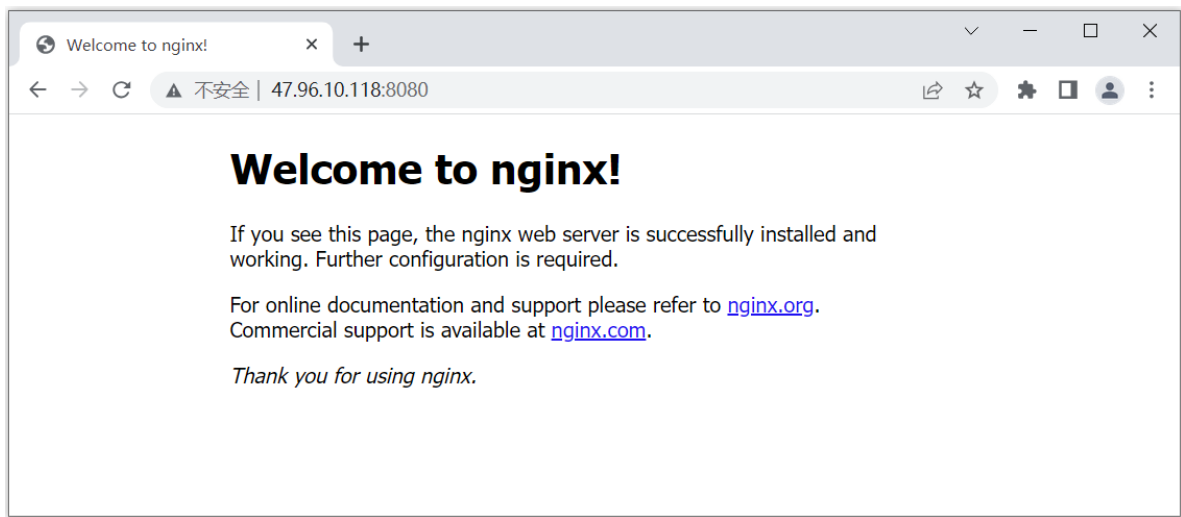 Welcome to nginx!
不安全 | 47.96.10.118:8080
Welcome to nginx!
If you see this page, the nginx web server is successfully installed and
working. Further configuration is required.
For online documentation and support please refer to nginx.org.
Commercial support is available at nginx.com.
Thank you for using nginx.